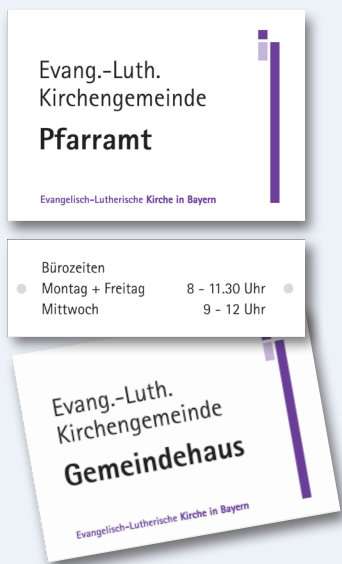 Evang.-Luth.
Kirchengemeinde
Pfarramt
Evangelisch-Lutherische Kirche in Bayern
Bürozeiten
Montag + Freitag 8 - 11.30 Uhr
Mittwoch 9 - 12 Uhr
Evang.-Luth.
Kirchengemeinde
Gemeindehaus
Evangelisch-Lutherische Kirche in Bayern